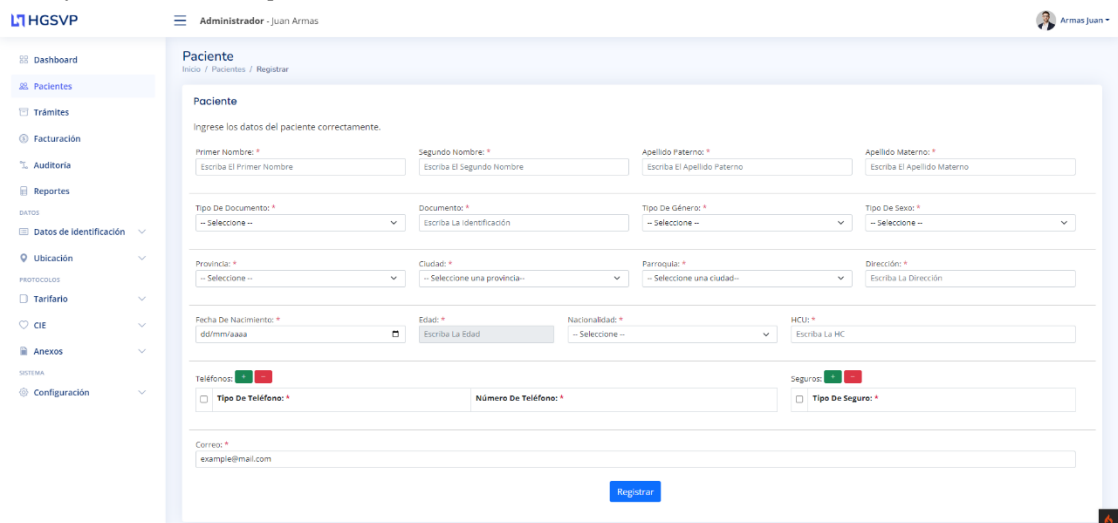 HGSVP
Administrador - Juan Armas
Armas Juan
Dashboard
Pacientes
Trámites
Facturación
Auditoria
Reportes
DATOS
Datos de Identificación
Ubicación
PROTOCOLOS
Tarifario
CIE
Anexos
SISTEMA
Configuración
Paciente
Inicio / Pacientes / Registrar
Paciente
Ingrese los datos del paciente correctamente.
Primer Nombre: * Segundo Nombre: * Apellido Paterno: * Apellido Materno: *
Escriba El Primer Nombre Escriba El Segundo Nombre Escriba El Apellido Paterno Escriba El Apellido Materno
Tipo De Documento: * Documento: * Tipo De Género: * Tipo De Sexo: *
-- Seleccione -- Escriba La Identificación -- Seleccione -- -- Seleccione --
Provincia: * Ciudad: * Parroquia: * Dirección: *
-- Seleccione -- -- Seleccione una provincia-- -- Seleccione una ciudad-- Escriba La Dirección
Fecha De Nacimiento: * Edad: * Nacionalidad: * HCU: *
dd/mm/aaaa Escriba La Edad -- Seleccione -- Escriba La HC
Teléfonos: + - Seguros: + -
Tipo De Teléfono: * Número De Teléfono: * Tipo De Seguro: *
Correo: *
example@mail.com
Registrar